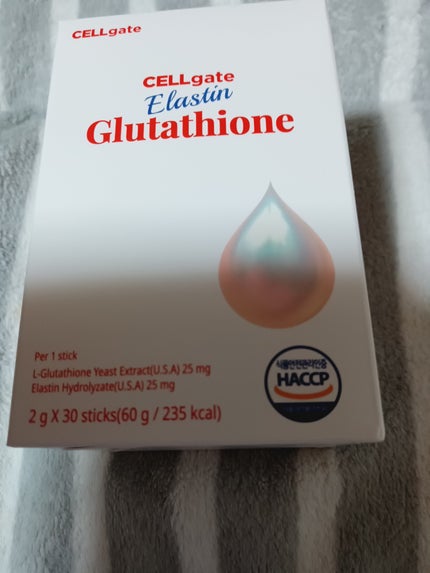 CELLgate
CELLgate
Elastin
Glutathione
Per 1 stick
L-Glutathione Yeast Extract(U.S.A) 25 mg
Elastin Hydrolyzate(U.S.A) 25 mg
2 g X 30 sticks(60 g / 235 kcal)
HACCP